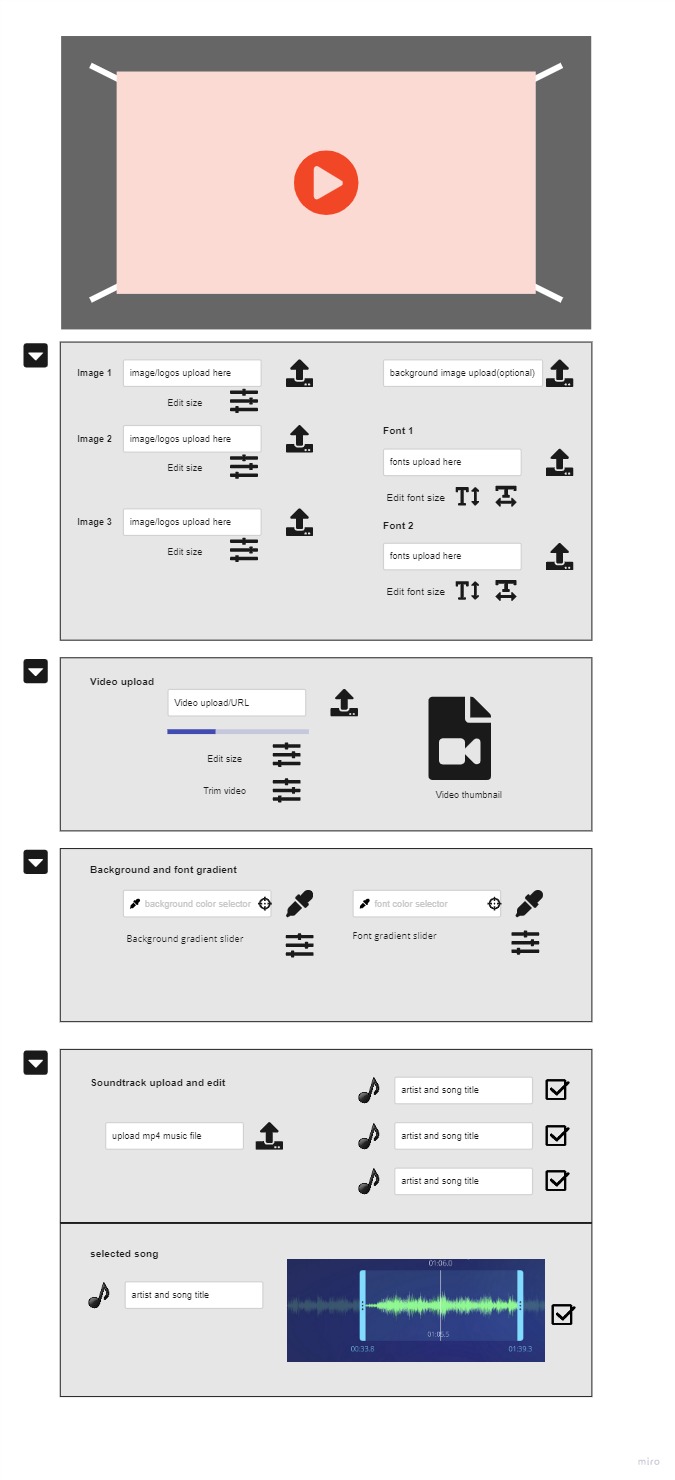 Image 1
image/logos upload here
Edit size
Image 2
image/logos upload here
Edit size
Image 3
image/logos upload here
Edit size
background image upload(optional)
Font 1
fonts upload here
Edit font size
Font 2
fonts upload here
Edit font size
Video upload
Video upload/URL
Edit size
Trim video
Video thumbnail
Background and font gradient
background color selector
font color selector
Background gradient slider
Font gradient slider
Soundtrack upload and edit
upload mp4 music file
artist and song title
artist and song title
artist and song title
selected song
artist and song title
01:06.0
01:06.5
00:33.8
01:39.3
miro